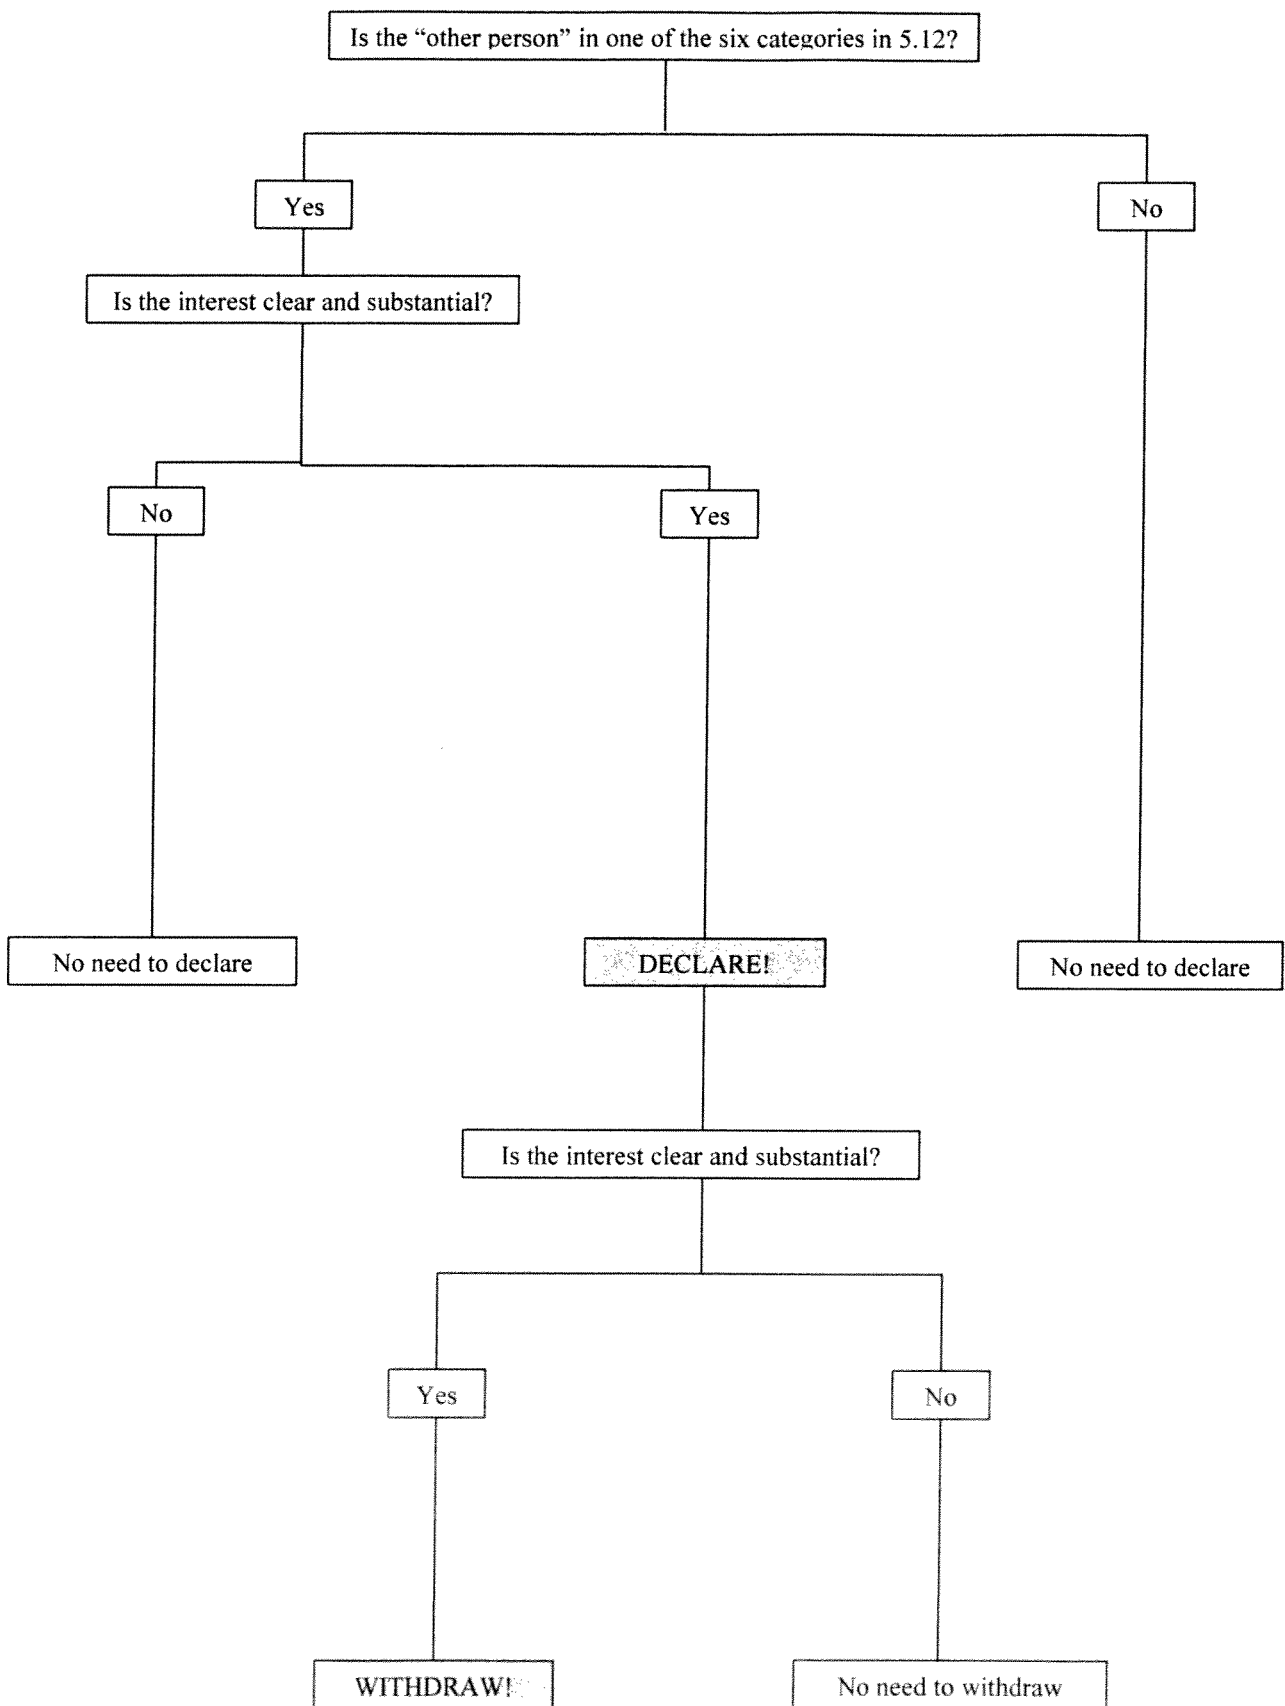 Is the “other person” in one of the six categories in 5.12?
Yes
No
Is the interest clear and substantial?
No
Yes
No need to declare
DECLARE!
No need to declare
Is the interest clear and substantial?
Yes
No
WITHDRAW!
No need to withdraw